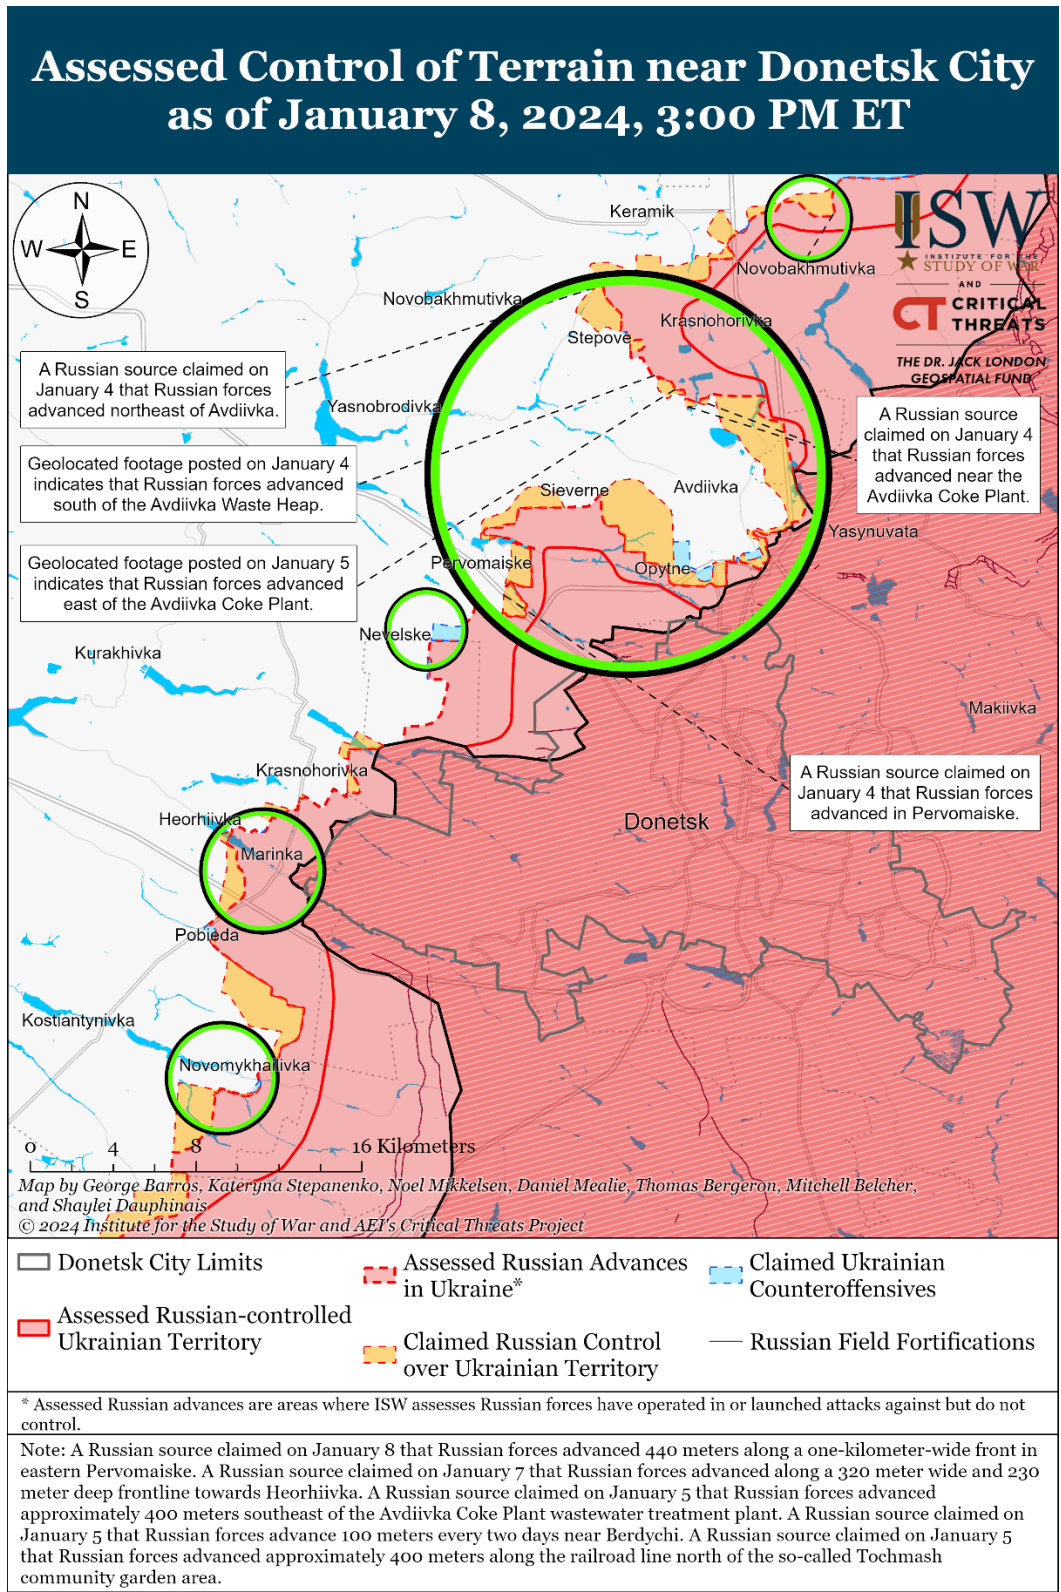 Assessed Control of Terrain near Donetsk City
as of January 8, 2024, 3:00 PM ET
N
W
E
S
Keramik
Novobakhmutivka
ISW
INSTITUTE FOR THE
STUDY OF WAR
AND
CT CRITICAL
THREATS
THE DR. JACK LONDON
GEOSPATIAL FUND
Novobakhmutivka
Krasnohorivka
Stepove
A Russian source claimed on
January 4 that Russian forces
advanced northeast of Avdiivka.
Yasnobrodivka
A Russian source
claimed on January 4
that Russian forces
advanced near the
Avdiivka Coke Plant.
Geolocated footage posted on January 4
indicates that Russian forces advanced
south of the Avdiivka Waste Heap.
Sieverne
Avdiivka
Yasynuvata
Geolocated footage posted on January 5
indicates that Russian forces advanced
east of the Avdiivka Coke Plant.
Pervomaiske
Opytne
Nevelske
Kurakhivka
Makiivka
Krasnohorivka
A Russian source claimed on
January 4 that Russian forces
advanced in Pervomaiske.
Heorhiivka
Donetsk
Marinka
Pobieda
Kostiantynivka
Novomykhailivka
0 4 8 16 Kilometers
Map by George Barros, Kateryna Stepanenko, Noel Mikkelsen, Daniel Mealie, Thomas Bergeron, Mitchell Belcher,
and Shaylei Dauphinais
© 2024 Institute for the Study of War and AEI's Critical Threats Project
Donetsk City Limits
Assessed Russian-controlled
Ukrainian Territory
Assessed Russian Advances
in Ukraine*
Claimed Russian Control
over Ukrainian Territory
Claimed Ukrainian
Counteroffensives
Russian Field Fortifications
* Assessed Russian advances are areas where ISW assesses Russian forces have operated in or launched attacks against but do not
control.
Note: A Russian source claimed on January 8 that Russian forces advanced 440 meters along a one-kilometer-wide front in
eastern Pervomaiske. A Russian source claimed on January 7 that Russian forces advanced along a 320 meter wide and 230
meter deep frontline towards Heorhiivka. A Russian source claimed on January 5 that Russian forces advanced
approximately 400 meters southeast of the Avdiivka Coke Plant wastewater treatment plant. A Russian source claimed on
January 5 that Russian forces advance 100 meters every two days near Berdychi. A Russian source claimed on January 5
that Russian forces advanced approximately 400 meters along the railroad line north of the so-called Tochmash
community garden area.